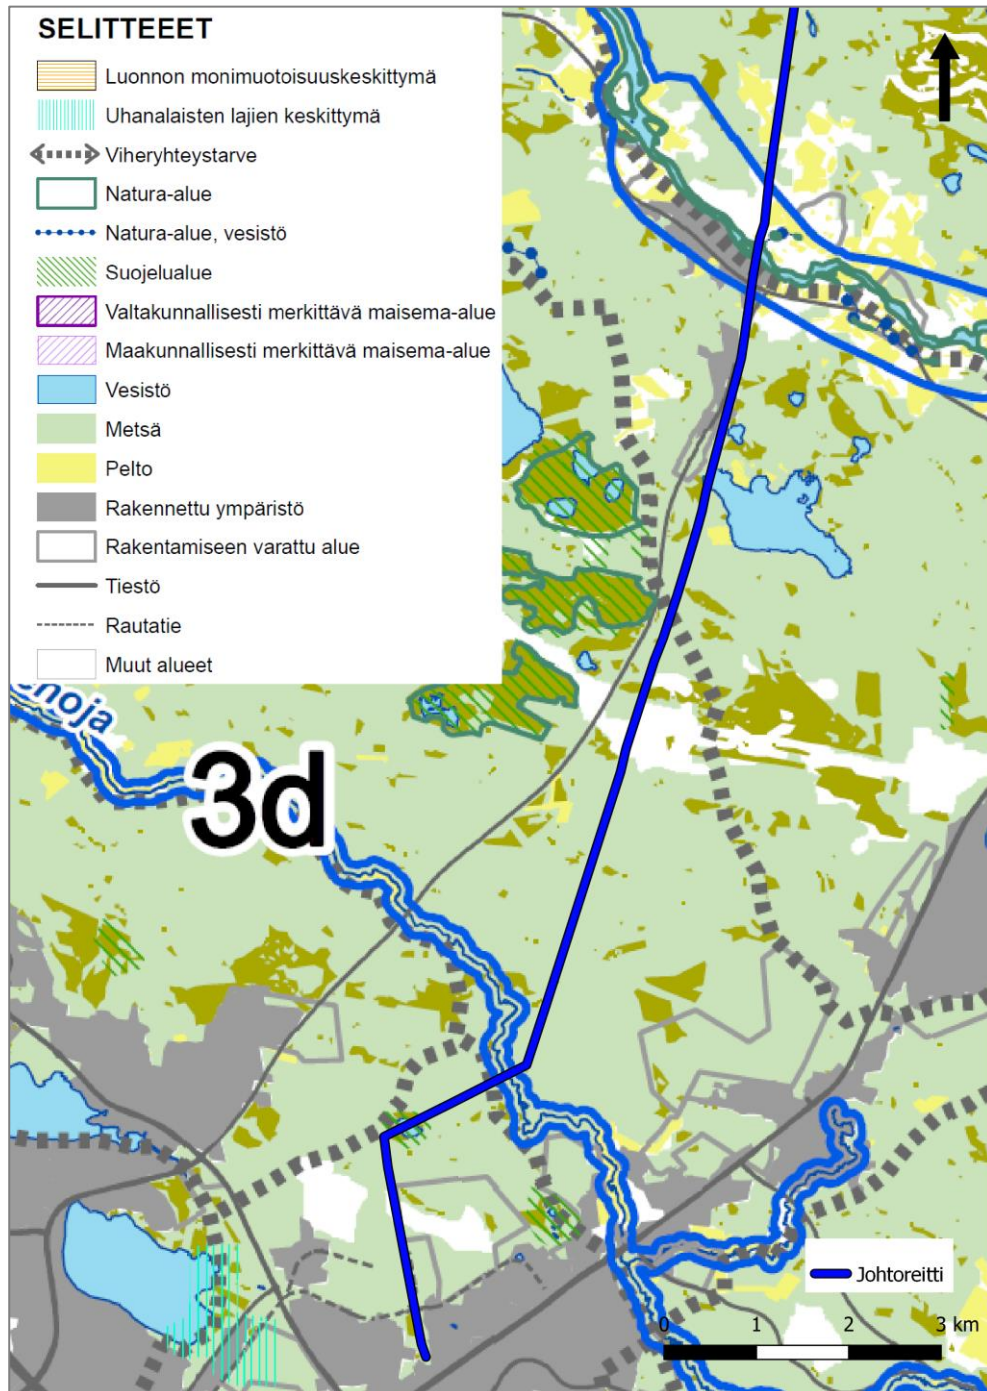 SELITTEEET
Luonnon monimuotoisuuskeskittymä
Uhanalaisten lajien keskittymä
Viheryhteystarve
Natura-alue
Natura-alue, vesistö
Suojelualue
Valtakunnallisesti merkittävä maisema-alue
Maakunnallisesti merkittävä maisema-alue
Vesistö
Metsä
Pelto
Rakennettu ympäristö
Rakentamiseen varattu alue
Tiestö
Rautatie
Muut alueet
noja
3d
Johtoreitti
0 1 2 3 km